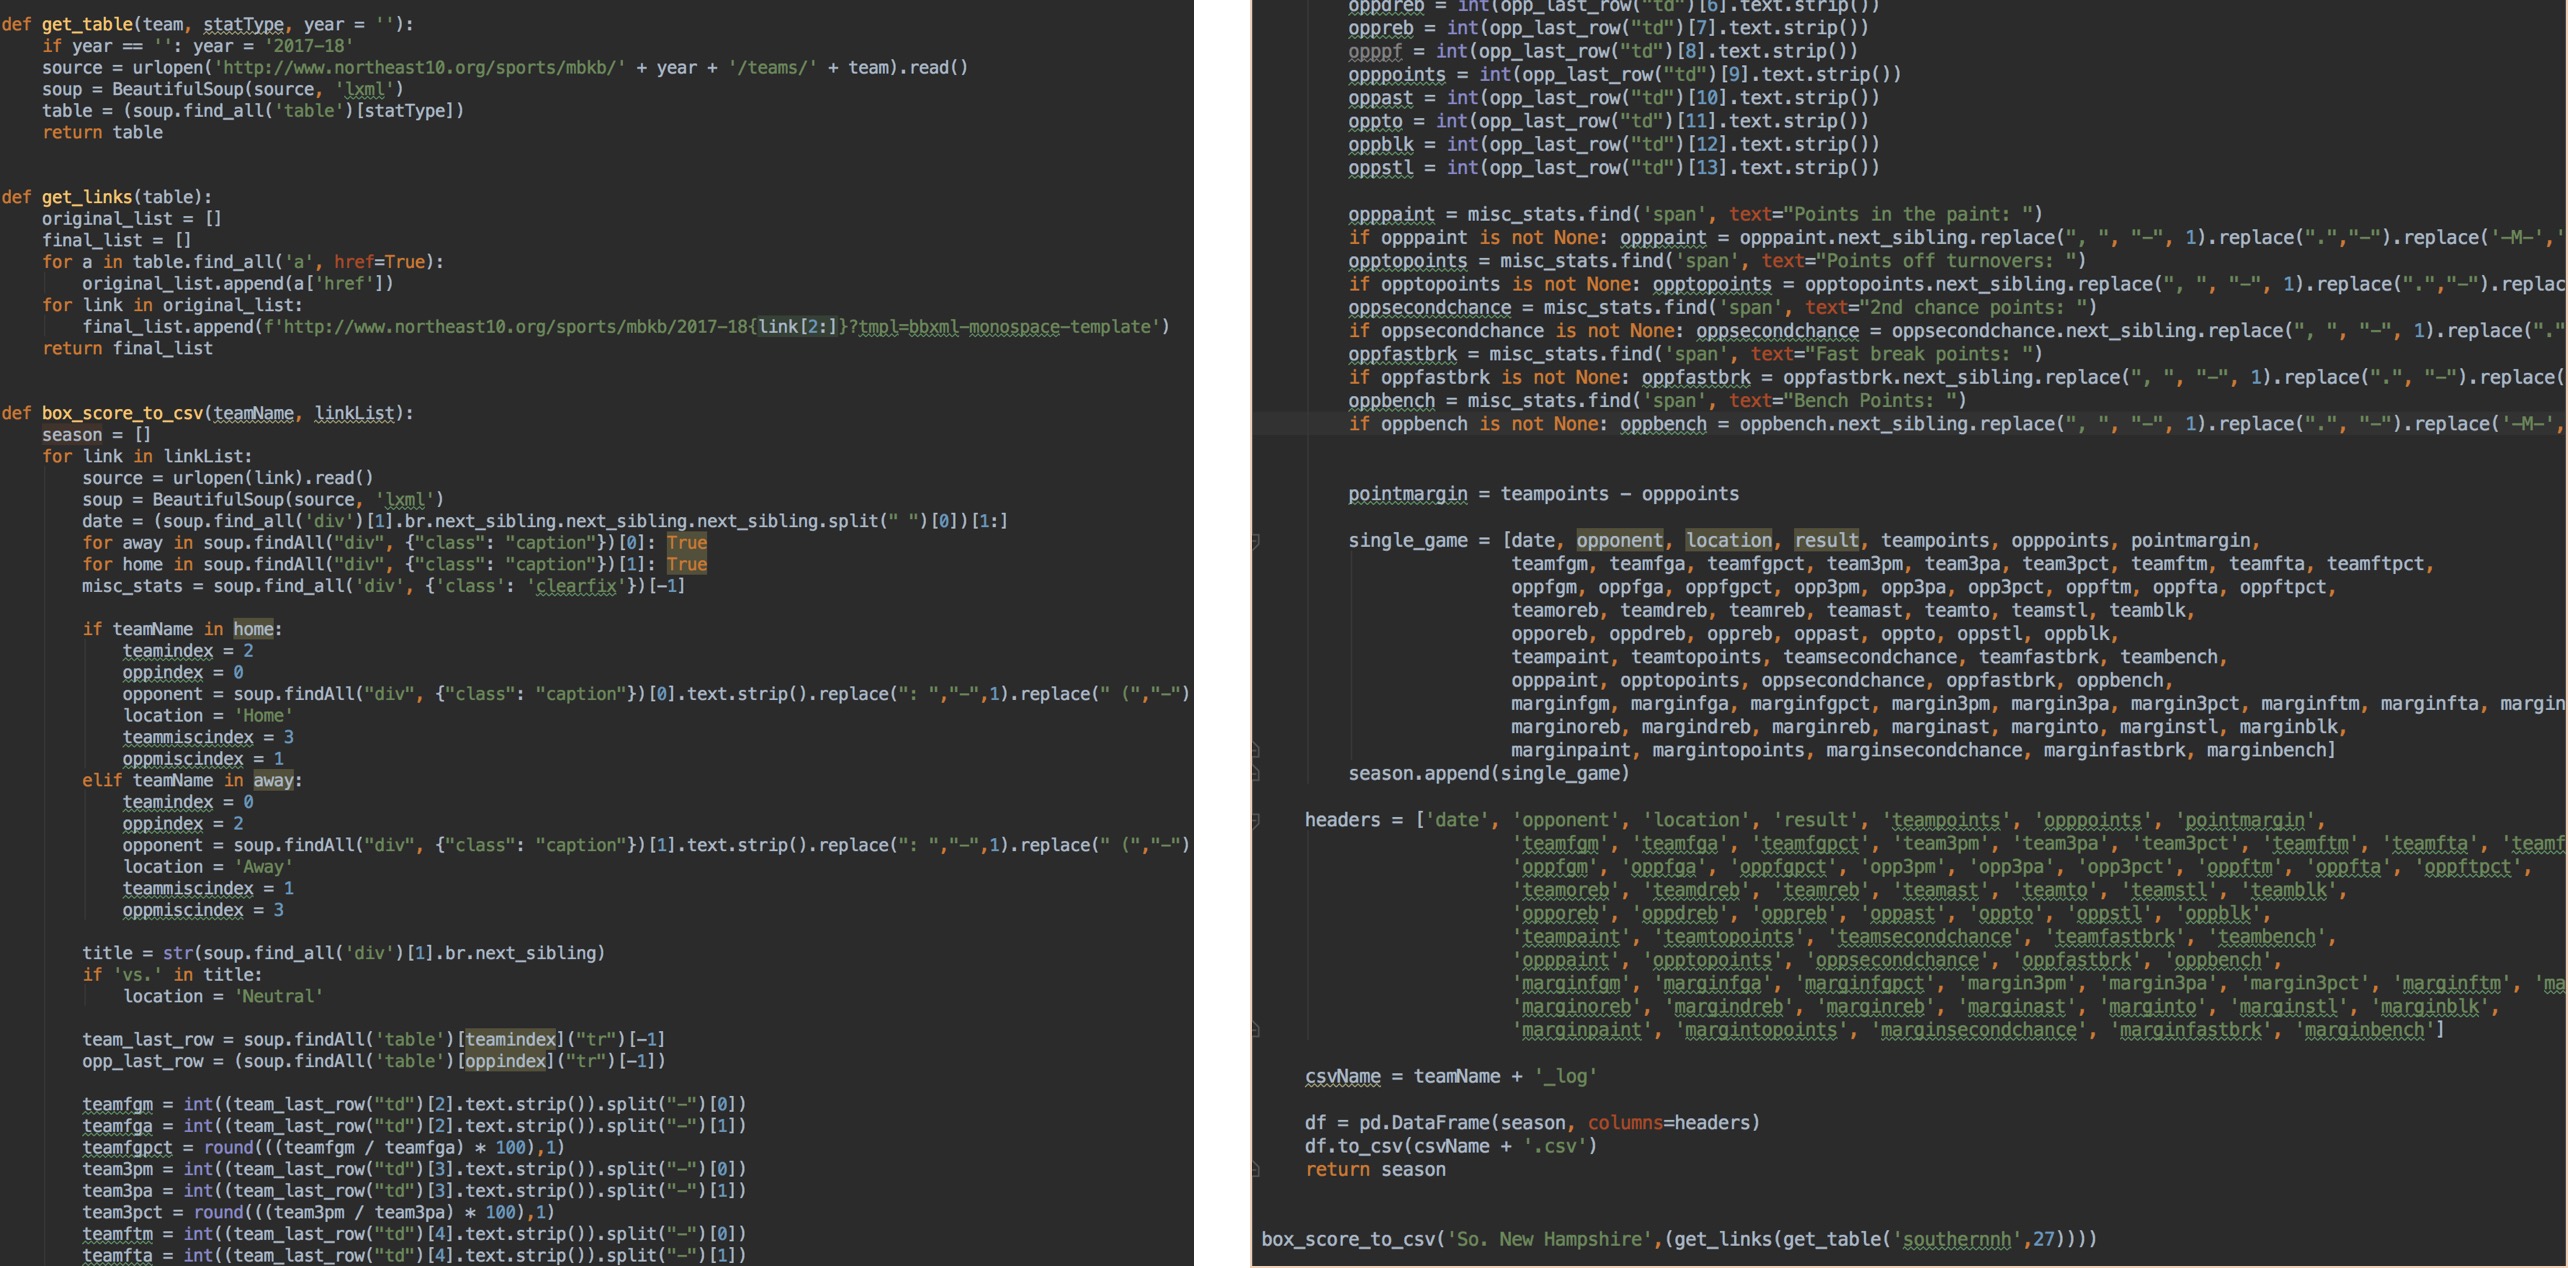 def get_table(team, statType, year = ''):
    if year == '': year = '2017-18'
    source = urlopen('http://www.northeast10.org/sports/mbkb/' + year + '/teams/' + team).read()
    soup = BeautifulSoup(source, 'lxml')
    table = (soup.find_all('table')[statType])
    return table
def get_links(table):
    original_list = []
    final_list = []
    for a in table.find_all('a', href=True):
        original_list.append(a['href'])
    for link in original_list:
        final_list.append(f'http://www.northeast10.org/sports/mbkb/2017-18{link[2:]}?tmpl=bbxml-monospace-template')
    return final_list
def box_score_to_csv(teamName, linkList):
    season = []
    for link in linkList:
        source = urlopen(link).read()
        soup = BeautifulSoup(source, 'lxml')
        date = (soup.find_all('div')[1].br.next_sibling.next_sibling.next_sibling.split(" ")[0])[1:]
        for away in soup.findAll("div", {"class": "caption"})[0]: True
        for home in soup.findAll("div", {"class": "caption"})[1]: True
        misc_stats = soup.find_all('div', {'class': 'clearfix'})[-1]
        if teamName in home:
            teamindex = 2
            oppindex = 0
            opponent = soup.findAll("div", {"class": "caption"})[0].text.strip().replace(": ","-",1).replace(" (","-")
            location = 'Home'
            teammiscindex = 3
            oppmiscindex = 1
        elif teamName in away:
            teamindex = 0
            oppindex = 2
            opponent = soup.findAll("div", {"class": "caption"})[1].text.strip().replace(": ","-",1).replace(" (","-")
            location = 'Away'
            teammiscindex = 1
            oppmiscindex = 3
        title = str(soup.find_all('div')[1].br.next_sibling)
        if 'vs.' in title:
            location = 'Neutral'
        team_last_row = soup.findAll('table')[teamindex]("tr")[-1]
        opp_last_row = (soup.findAll('table')[oppindex]("tr")[-1])
        teamfgm = int((team_last_row("td")[2].text.strip()).split("-")[0])
        teamfga = int((team_last_row("td")[2].text.strip()).split("-")[1])
        teamfgpct = round(((teamfgm / teamfga) * 100),1)
        team3pm = int((team_last_row("td")[3].text.strip()).split("-")[0])
        team3pa = int((team_last_row("td")[3].text.strip()).split("-")[1])
        team3pct = round(((team3pm / team3pa) * 100),1)
        teamftm = int((team_last_row("td")[4].text.strip()).split("-")[0])
        teamfta = int((team_last_row("td")[4].text.strip()).split("-")[1])
        oppdreb = int(opp_last_row("td")[6].text.strip())
        oppreb = int(opp_last_row("td")[7].text.strip())
        opppf = int(opp_last_row("td")[8].text.strip())
        opppoints = int(opp_last_row("td")[9].text.strip())
        oppast = int(opp_last_row("td")[10].text.strip())
        oppto = int(opp_last_row("td")[11].text.strip())
        oppblk = int(opp_last_row("td")[12].text.strip())
        oppstl = int(opp_last_row("td")[13].text.strip())
        opppaint = misc_stats.find('span', text="Points in the paint: ")
        if opppaint is not None: opppaint = opppaint.next_sibling.replace(", ", "-", 1).replace(".","-").replace('-M-','
        opptopoints = misc_stats.find('span', text="Points off turnovers: ")
        if opptopoints is not None: opptopoints = opptopoints.next_sibling.replace(", ", "-", 1).replace(".","-").replac
        oppsecondchance = misc_stats.find('span', text="2nd chance points: ")
        if oppsecondchance is not None: oppsecondchance = oppsecondchance.next_sibling.replace(", ", "-", 1).replace("."
        oppfastbrk = misc_stats.find('span', text="Fast break points: ")
        if oppfastbrk is not None: oppfastbrk = oppfastbrk.next_sibling.replace(", ", "-", 1).replace(".", "-").replace(
        oppbench = misc_stats.find('span', text="Bench Points: ")
        if oppbench is not None: oppbench = oppbench.next_sibling.replace(", ", "-", 1).replace(".", "-").replace('-M-',
        pointmargin = teampoints - opppoints
        single_game = [date, opponent, location, result, teampoints, opppoints, pointmargin,
                       teamfgm, teamfga, teamfgpct, team3pm, team3pa, team3pct, teamftm, teamfta, teamftpct,
                       oppfgm, oppfga, oppfgpct, opp3pm, opp3pa, opp3pct, oppftm, oppfta, oppftpct,
                       teamoreb, teamdreb, teamreb, teamast, teamto, teamstl, teamblk,
                       opporeb, oppdreb, oppreb, oppast, oppto, oppstl, oppblk,
                       teampaint, teamtopoints, teamsecondchance, teamfastbrk, teambench,
                       opppaint, opptopoints, oppsecondchance, oppfastbrk, oppbench,
                       marginfgm, marginfga, marginfgpct, margin3pm, margin3pa, margin3pct, marginftm, marginfta, margin
                       marginoreb, margindreb, marginreb, marginast, marginto, marginstl, marginblk,
                       marginpaint, margintopoints, marginsecondchance, marginfastbrk, marginbench]
        season.append(single_game)
    headers = ['date', 'opponent', 'location', 'result', 'teampoints', 'opppoints', 'pointmargin',
                       'teamfgm', 'teamfga', 'teamfgpct', 'team3pm', 'team3pa', 'team3pct', 'teamftm', 'teamfta', 'teamf
                       'oppfgm', 'oppfga', 'oppfgpct', 'opp3pm', 'opp3pa', 'opp3pct', 'oppftm', 'oppfta', 'oppftpct',
                       'teamoreb', 'teamdreb', 'teamreb', 'teamast', 'teamto', 'teamstl', 'teamblk',
                       'opporeb', 'oppdreb', 'oppreb', 'oppast', 'oppto', 'oppstl', 'oppblk',
                       'teampaint', 'teamtopoints', 'teamsecondchance', 'teamfastbrk', 'teambench',
                       'opppaint', 'opptopoints', 'oppsecondchance', 'oppfastbrk', 'oppbench',
                       'marginfgm', 'marginfga', 'marginfgpct', 'margin3pm', 'margin3pa', 'margin3pct', 'marginftm', 'ma
                       'marginoreb', 'margindreb', 'marginreb', 'marginast', 'marginto', 'marginstl', 'marginblk',
                       'marginpaint', 'margintopoints', 'marginsecondchance', 'marginfastbrk', 'marginbench']
    csvName = teamName + '_log'
    df = pd.DataFrame(season, columns=headers)
    df.to_csv(csvName + '.csv')
    return season
box_score_to_csv('So. New Hampshire',(get_links(get_table('southernnh',27))))